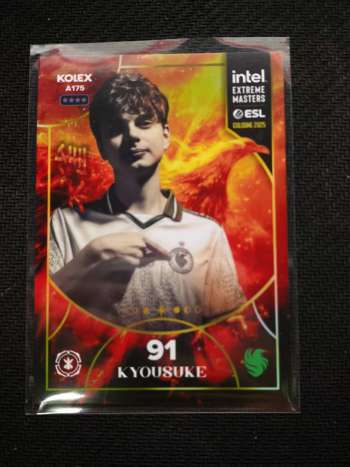 KOLEX
A175
intel
EXTREME
MASTERS
ESL
COLOGNE 2025
91
KYOUSUKE